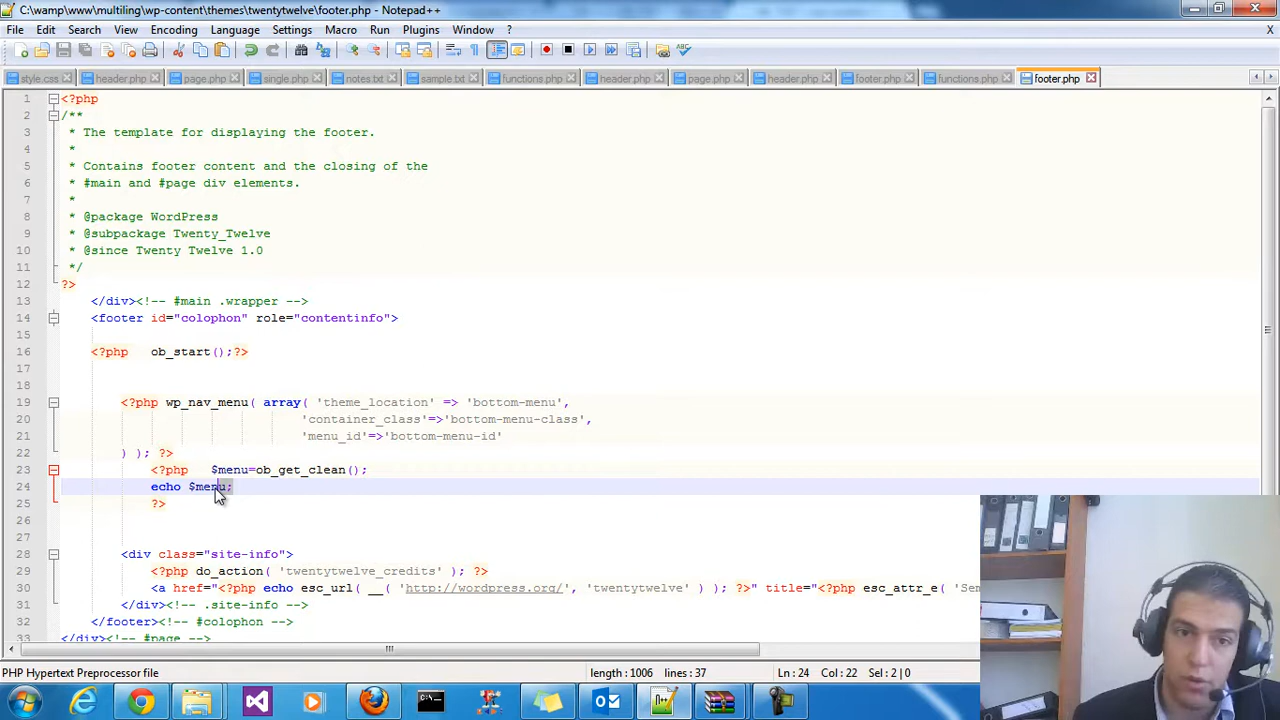 C:\wamp\www\multiling\wp-content\themes\twentytwelve\footer.php - Notepad++
File Edit Search View Encoding Language Settings Macro Run Plugins Window ? X
style.css header.php page.php single.php notes.txt sample.txt functions.php header.php page.php header.php footer.php functions.php footer.php
1 <?php
2 /**
3 * The template for displaying the footer.
4 *
5 * Contains footer content and the closing of the
6 * #main and #page div elements.
7 *
8 * @package WordPress
9 * @subpackage Twenty_Twelve
10 * @since Twenty Twelve 1.0
11 */
12 ?>
13 </div><!-- #main .wrapper -->
14 <footer id="colophon" role="contentinfo">
15
16 <?php ob_start();?>
17
18
19 <?php wp_nav_menu( array( 'theme_location' => 'bottom-menu',
20 'container_class'=>'bottom-menu-class',
21 'menu_id'=>'bottom-menu-id'
22 ) ); ?>
23 <?php $menu=ob_get_clean();
24 echo $menu;
25 ?>
26
27
28 <div class="site-info">
29 <?php do_action( 'twentytwelve_credits' ); ?>
30 <a href="<?php echo esc_url( __( 'http://wordpress.org/', 'twentytwelve' ) ); ?>" title="<?php esc_attr_e( 'Sem
31 </div><!-- .site-info -->
32 </footer><!-- #colophon -->
33 </div><!-- #page -->
PHP Hypertext Preprocessor file length : 1006 lines : 37 Ln : 24 Col : 22 Sel : 2 | 0